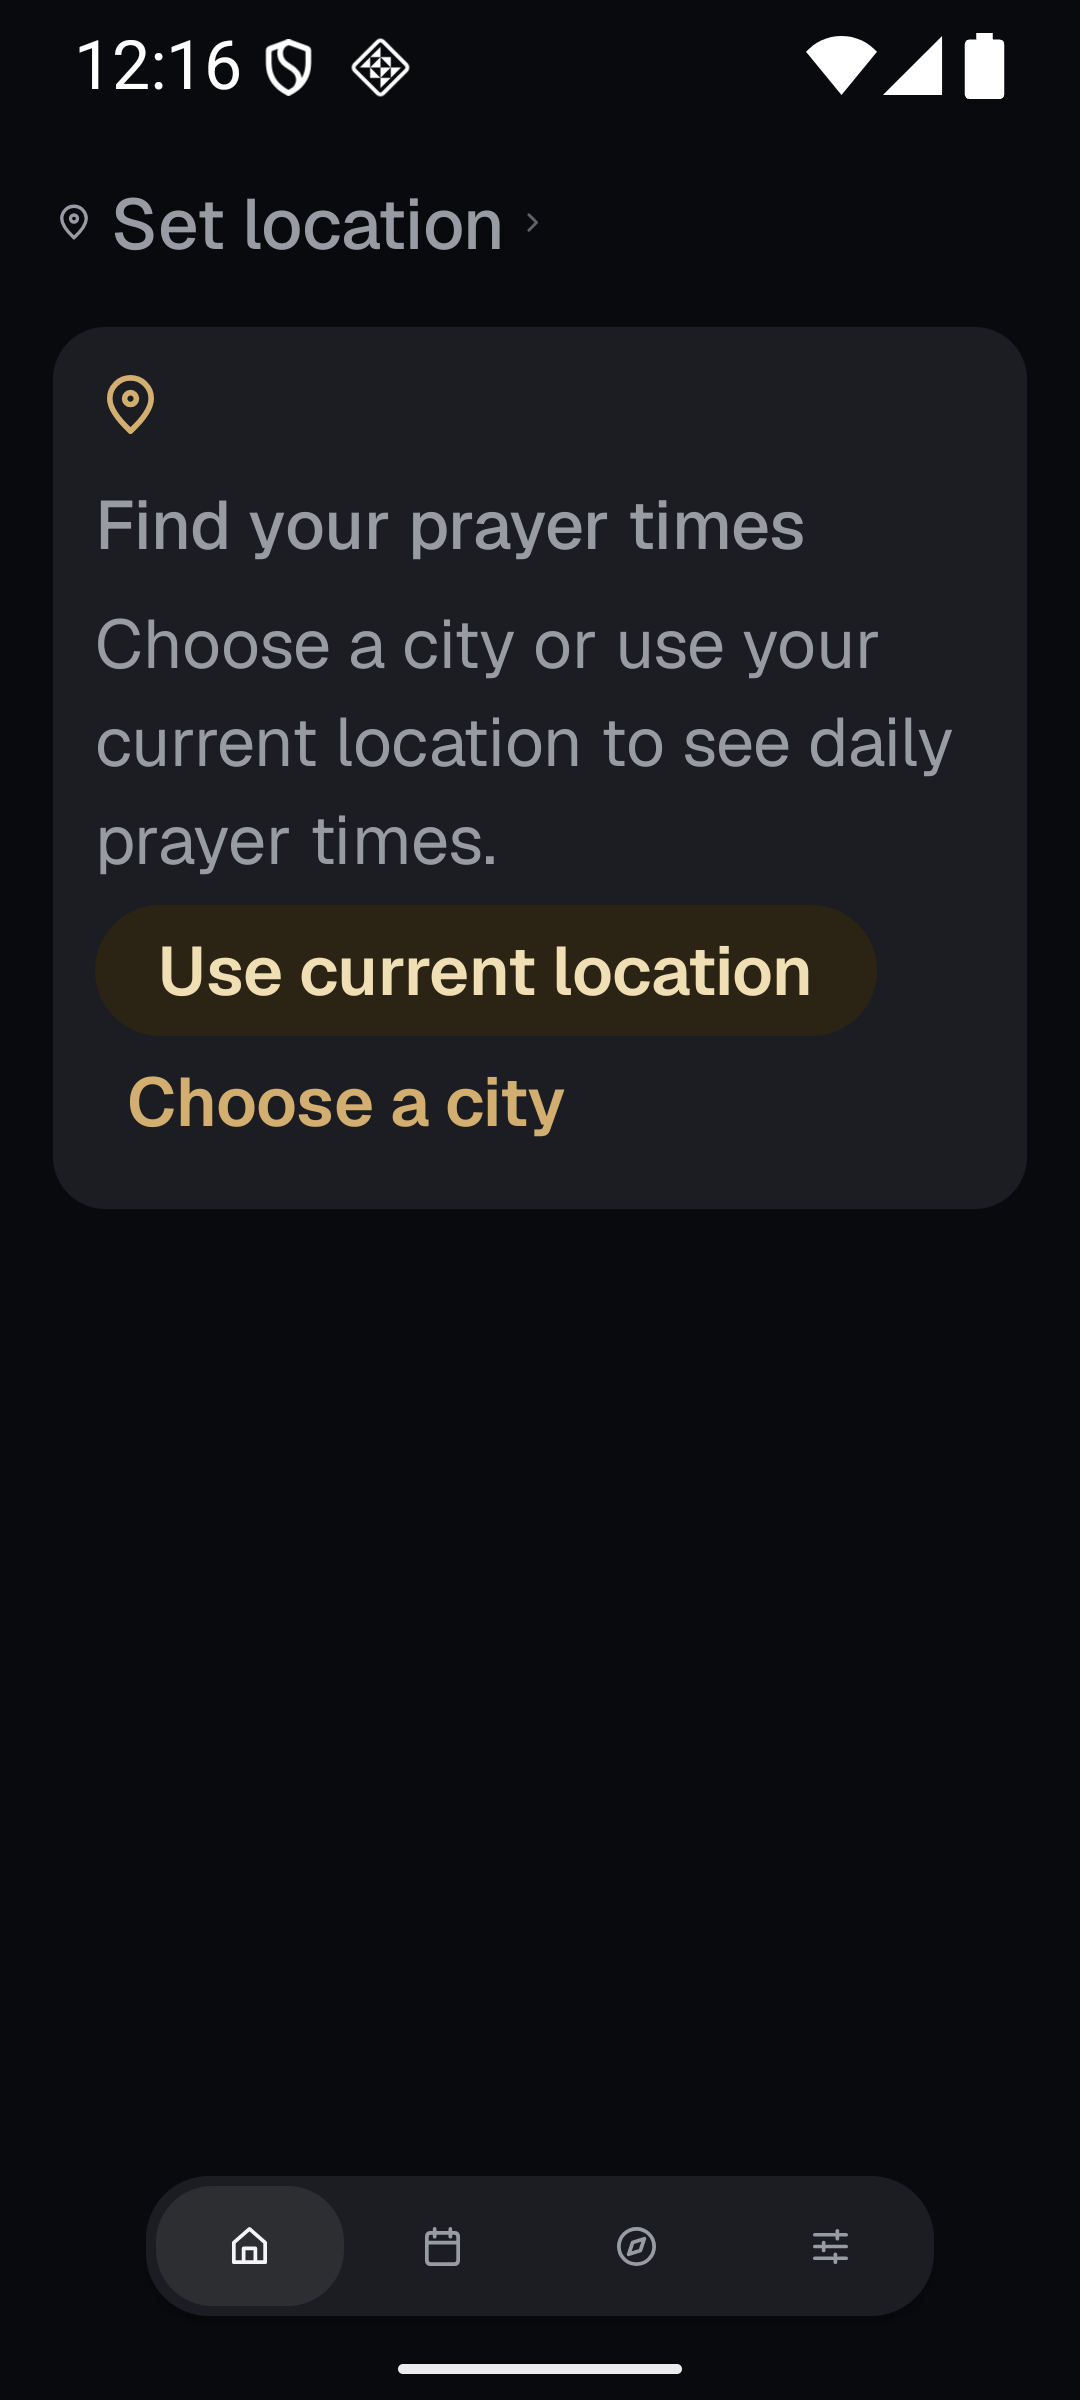 12:16
Set location
Find your prayer times
Choose a city or use your
current location to see daily
prayer times.
Use current location
Choose a city